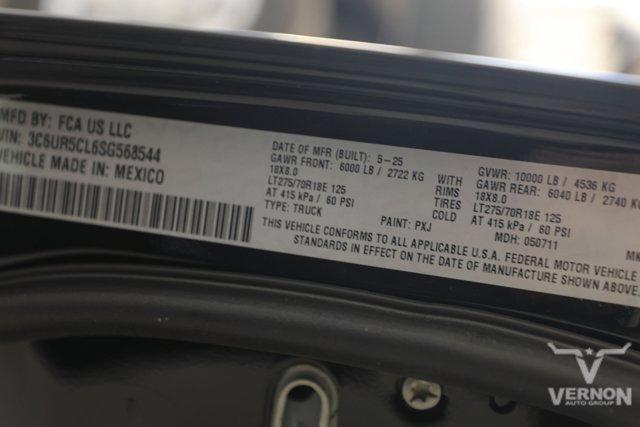 MFD BY: FCA US LLC
VIN: 3C6UR5CL6SG568544
VEHICLE MADE IN: MEXICO
DATE OF MFR (BUILT): 5-25
GAWR FRONT: 6000 LB / 2722 KG WITH
18X8.0 RIMS
LT275/70R18E 125 TIRES
AT 415 kPa / 60 PSI COLD
TYPE: TRUCK PAINT: PXJ
GVWR: 10000 LB / 4536 KG
GAWR REAR: 6040 LB / 2740 KG
18X8.0
LT275/70R18E 125
AT 415 kPa / 60 PSI
MDH: 050711
THIS VEHICLE CONFORMS TO ALL APPLICABLE U.S.A. FEDERAL MOTOR VEHICLE
STANDARDS IN EFFECT ON THE DATE OF MANUFACTURE SHOWN ABOVE.
VERNON
AUTO GROUP